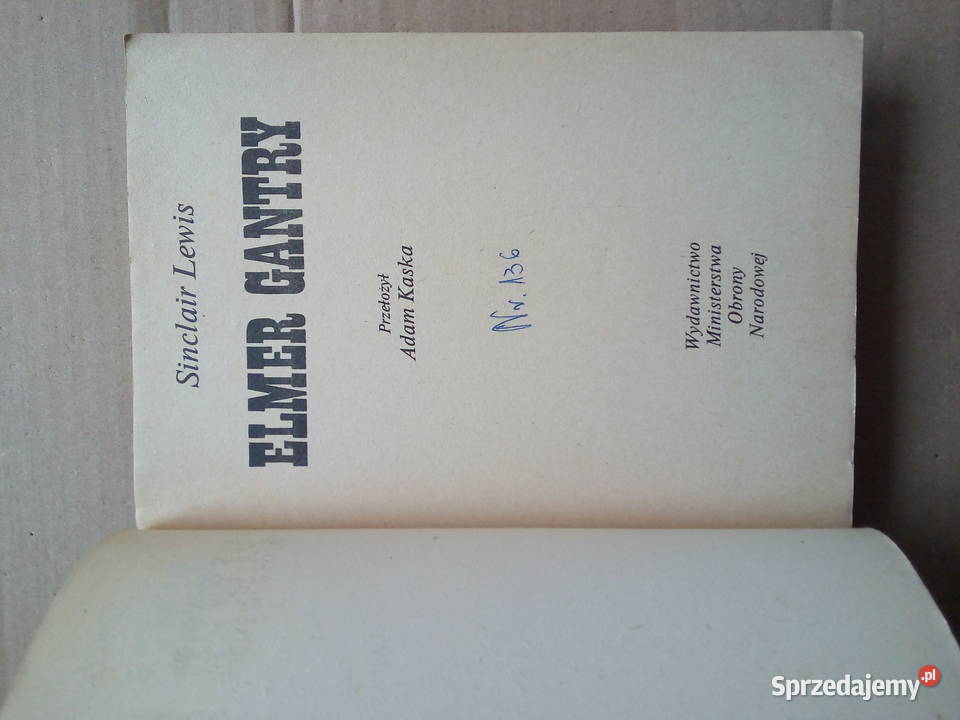 Sinclair Lewis
ELMER GANTRY
Przełożył
Adam Kaska
Nr. 136
Wydawnictwo
Ministerstwa
Obrony
Narodowej
Sprzedajemy.pl